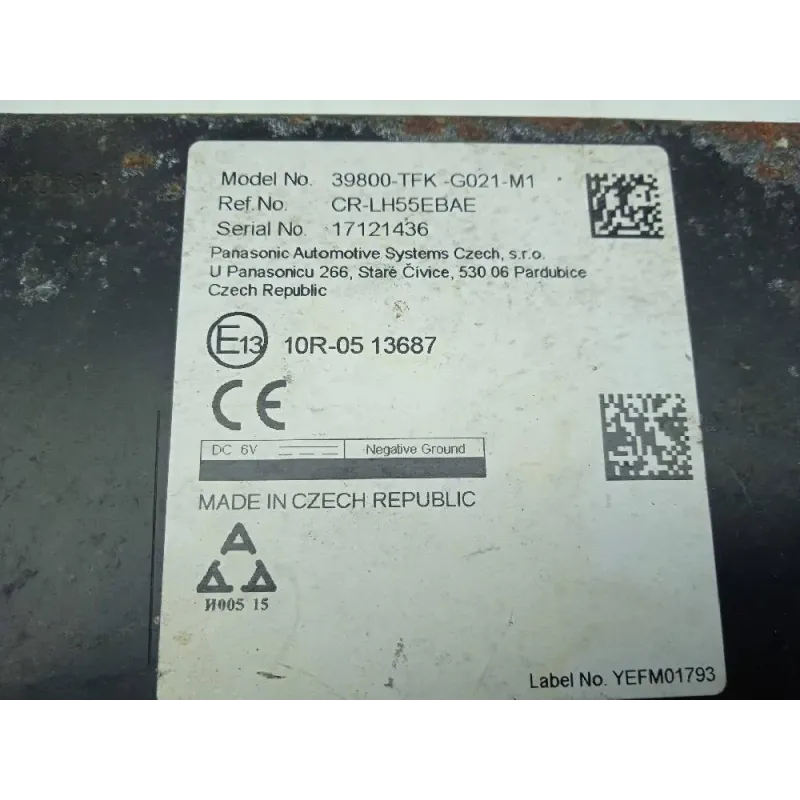 Model No. 39800-TFK -G021-M1
Ref.No. CR-LH55EBAE
Serial No. 17121436
Panasonic Automotive Systems Czech, s.r.o.
U Panasonicu 266, Staré Čívice, 530 06 Pardubice
Czech Republic
E13 10R-05 13687
CE
DC 6V Negative Ground
MADE IN CZECH REPUBLIC
И005 15
Label No. YEFM01793